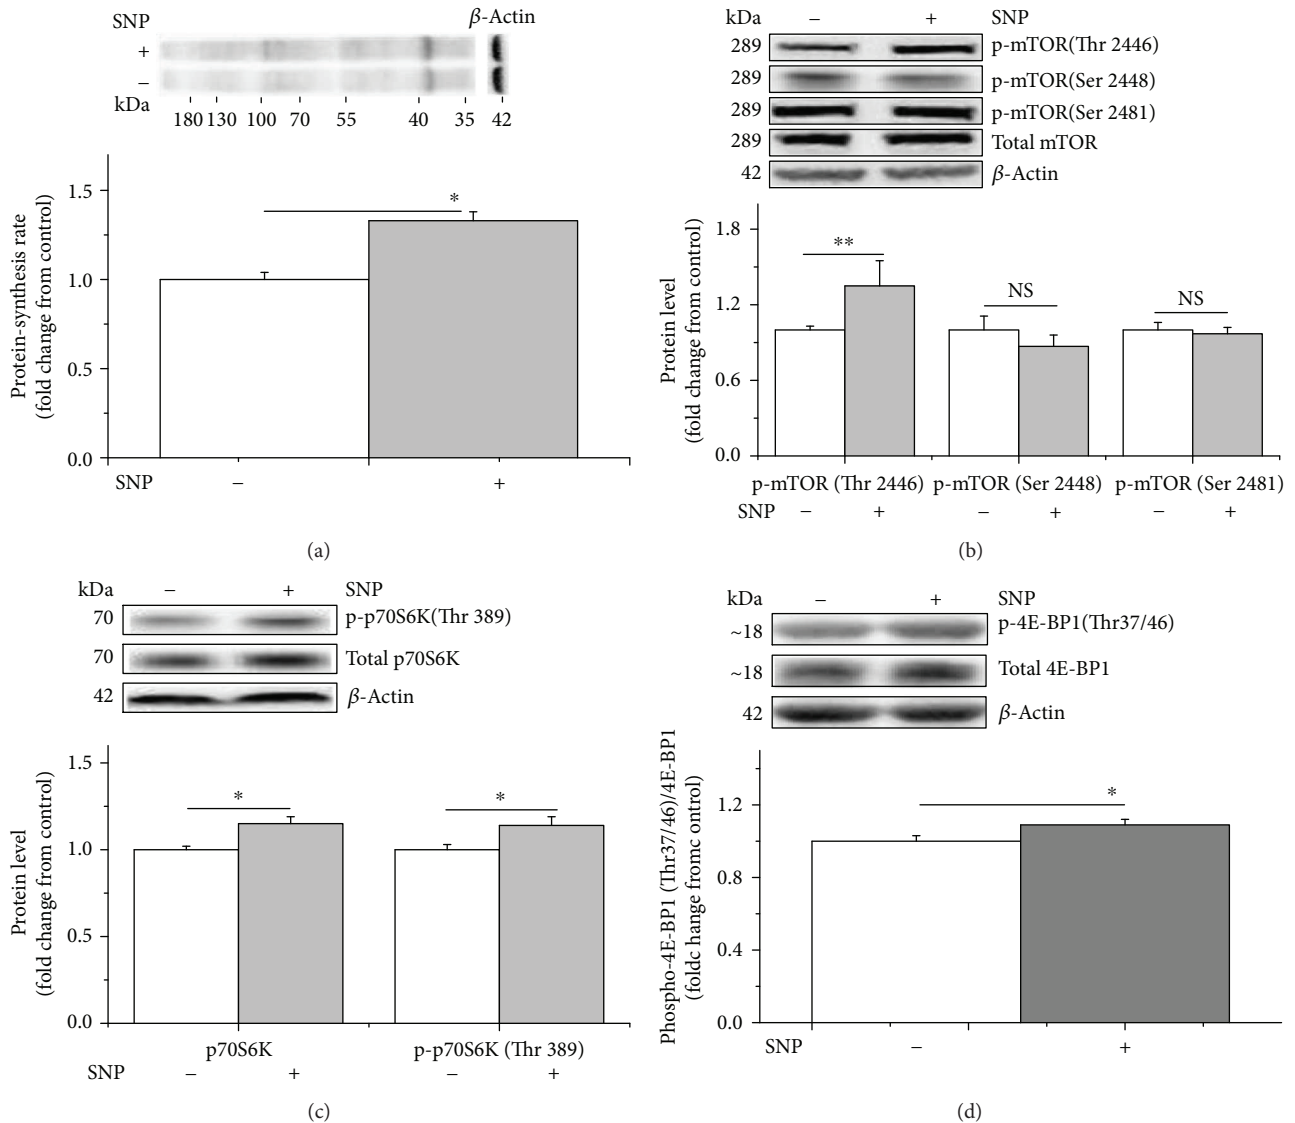 SNP
β-Actin
+
−
kDa
180 130 100 70 55 40 35 42
Protein-synthesis rate
(fold change from control)
1.5
1.0
0.5
0.0
*
SNP − +
(a)
kDa − + SNP
289 p-mTOR(Thr 2446)
289 p-mTOR(Ser 2448)
289 p-mTOR(Ser 2481)
289 Total mTOR
42 β-Actin
Protein level
(fold change from control)
1.8
1.2
0.6
0.0
** NS NS
p-mTOR (Thr 2446) p-mTOR (Ser 2448) p-mTOR (Ser 2481)
SNP − + − + − +
(b)
kDa − + SNP
70 p-p70S6K(Thr 389)
70 Total p70S6K
42 β-Actin
Protein level
(fold change from control)
1.5
1.0
0.5
0.0
* *
p70S6K p-p70S6K (Thr 389)
SNP − + − +
(c)
kDa − + SNP
~18 p-4E-BP1(Thr37/46)
~18 Total 4E-BP1
42 β-Actin
Phospho-4E-BP1 (Thr37/46)/4E-BP1
(foldc hange fromc ontrol)
1.2
0.8
0.4
0.0
*
SNP − +
(d)